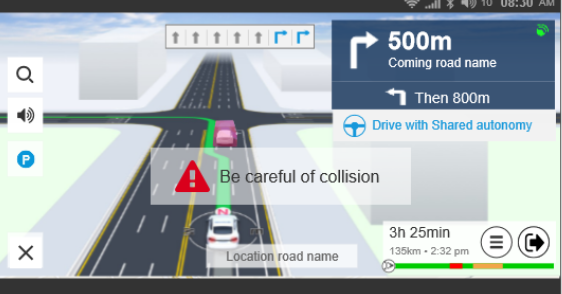 10 08:30 AM
500m
Coming road name
Then 800m
Drive with Shared autonomy
P
Be careful of collision
Location road name
3h 25min
135km • 2:32 pm